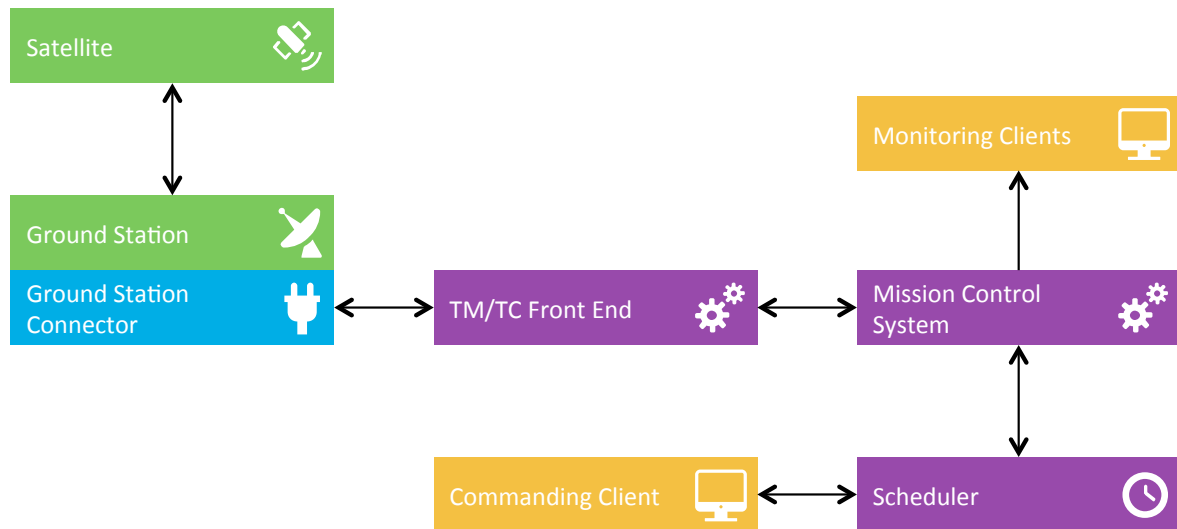 Satellite
Monitoring Clients
Ground Station
Ground Station
Connector
TM/TC Front End
Mission Control
System
Commanding Client
Scheduler